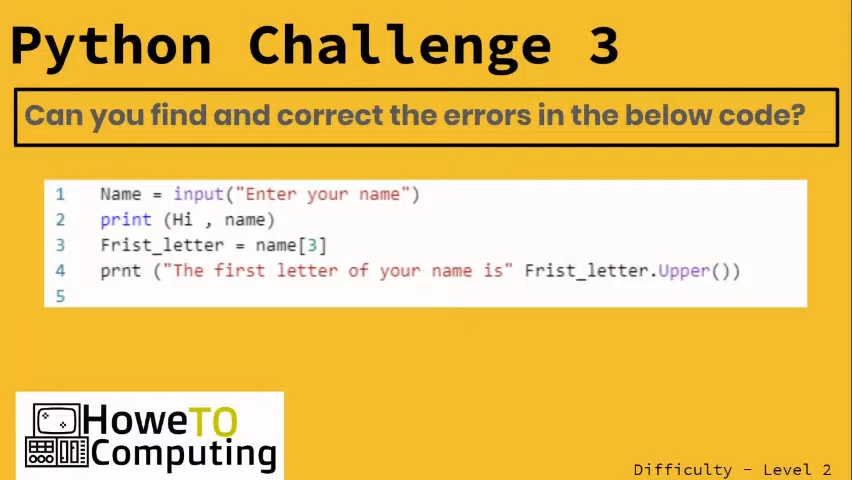 Python Challenge 3
Can you find and correct the errors in the below code?
1 Name = input("Enter your name")
2 print (Hi , name)
3 Frist_letter = name[3]
4 prnt ("The first letter of your name is" Frist_letter.Upper())
5
HoweTO
Computing
Difficulty - Level 2